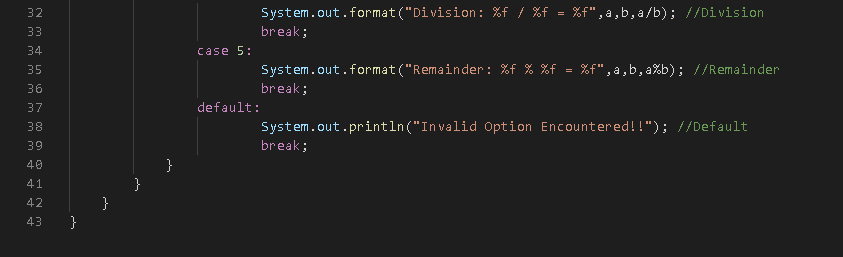 32 System.out.format("Division: %f / %f = %f",a,b,a/b); //Division
33 break;
34 case 5:
35 System.out.format("Remainder: %f % %f = %f",a,b,a%b); //Remainder
36 break;
37 default:
38 System.out.println("Invalid Option Encountered!!"); //Default
39 break;
40 }
41 }
42 }
43 }